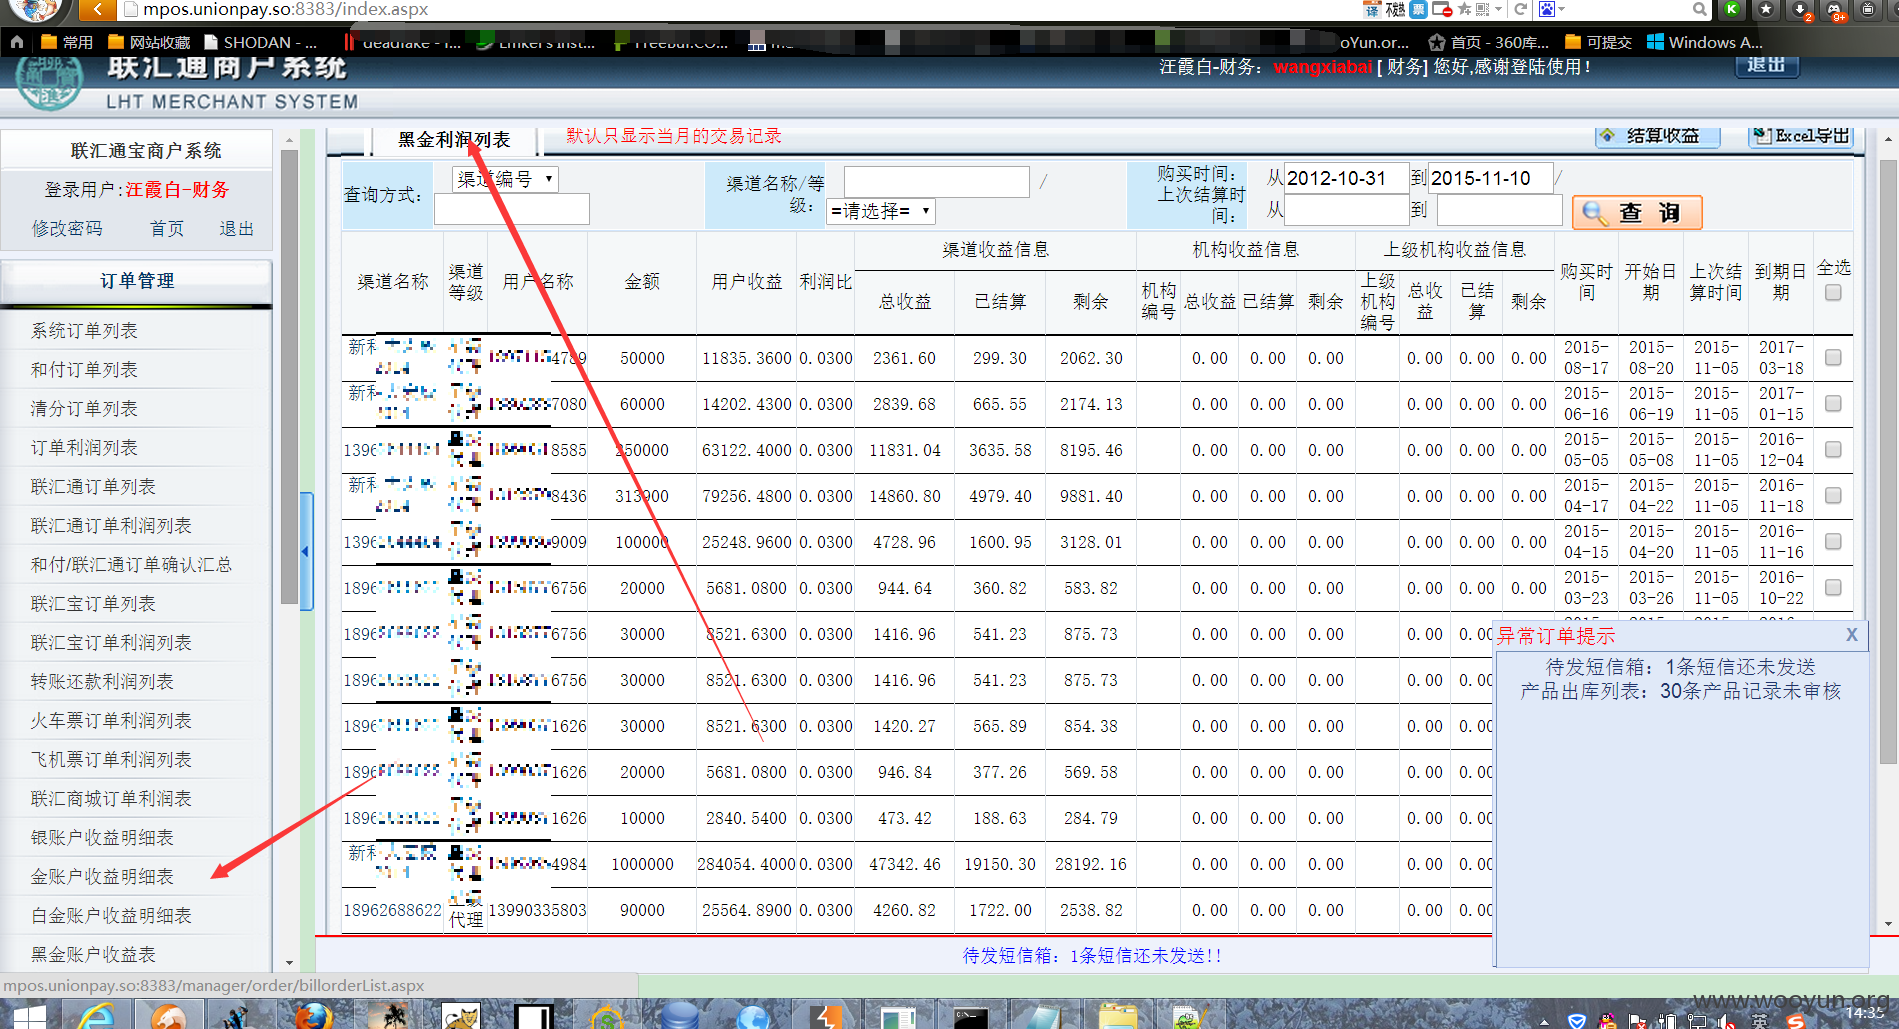 mpos.unionpay.so:8383/index.aspx
常用 网站收藏 SHODAN - ... oYun.or... 首页 - 360库... 可提交 Windows A...
联汇通商户系统
LHT MERCHANT SYSTEM
汪霞白-财务：wangxiabai [ 财务] 您好,感谢登陆使用！ 退出
联汇通宝商户系统
登录用户:汪霞白-财务
修改密码 首页 退出
订单管理
系统订单列表
和付订单列表
清分订单列表
订单利润列表
联汇通订单列表
联汇通订单利润列表
和付/联汇通订单确认汇总
联汇宝订单列表
联汇宝订单利润列表
转账还款利润列表
火车票订单利润列表
飞机票订单利润列表
联汇商城订单利润表
银账户收益明细表
金账户收益明细表
白金账户收益明细表
黑金账户收益表
黑金利润列表 默认只显示当月的交易记录 结算收益 Excel导出
查询方式： 渠道编号 渠道名称/等级： / =请选择= 购买时间： 从 2012-10-31 到 2015-11-10 /
上次结算时间： 从 到 查 询
渠道名称 渠道等级 用户名称 金额 用户收益 利润比 渠道收益信息 机构收益信息 上级机构收益信息 购买时间 开始日期 上次结算时间 到期日期 全选
总收益 已结算 剩余 机构编号 总收益 已结算 剩余 上级机构编号 总收益 已结算 剩余
新利 4789 50000 11835.3600 0.0300 2361.60 299.30 2062.30 0.00 0.00 0.00 0.00 0.00 0.00 2015-08-17 2015-08-20 2015-11-05 2017-03-18
新利 7080 60000 14202.4300 0.0300 2839.68 665.55 2174.13 0.00 0.00 0.00 0.00 0.00 0.00 2015-06-16 2015-06-19 2015-11-05 2017-01-15
1396 8585 250000 63122.4000 0.0300 11831.04 3635.58 8195.46 0.00 0.00 0.00 0.00 0.00 0.00 2015-05-05 2015-05-08 2015-11-05 2016-12-04
新利 8436 313900 79256.4800 0.0300 14860.80 4979.40 9881.40 0.00 0.00 0.00 0.00 0.00 0.00 2015-04-17 2015-04-22 2015-11-05 2016-11-18
1396 9009 100000 25248.9600 0.0300 4728.96 1600.95 3128.01 0.00 0.00 0.00 0.00 0.00 0.00 2015-04-15 2015-04-20 2015-11-05 2016-11-16
1896 6756 20000 5681.0800 0.0300 944.64 360.82 583.82 0.00 0.00 0.00 0.00 0.00 0.00 2015-03-23 2015-03-26 2015-11-05 2016-10-22
1896 6756 30000 8521.6300 0.0300 1416.96 541.23 875.73 0.00 0.00 0.00 0.00 0.00
1896 6756 30000 8521.6300 0.0300 1416.96 541.23 875.73 0.00 0.00 0.00 0.00 0.00
1896 1626 30000 8521.6300 0.0300 1420.27 565.89 854.38 0.00 0.00 0.00 0.00 0.00
1896 1626 20000 5681.0800 0.0300 946.84 377.26 569.58 0.00 0.00 0.00 0.00 0.00
1896 1626 10000 2840.5400 0.0300 473.42 188.63 284.79 0.00 0.00 0.00 0.00 0.00
新利 4984 1000000 284054.4000 0.0300 47342.46 19150.30 28192.16 0.00 0.00 0.00 0.00 0.00
18962688622 代理 13990335803 90000 25564.8900 0.0300 4260.82 1722.00 2538.82 0.00 0.00 0.00 0.00 0.00
异常订单提示 X
待发短信箱：1条短信还未发送
产品出库列表：30条产品记录未审核
待发短信箱：1条短信还未发送!!
mpos.unionpay.so:8383/manager/order/billorderList.aspx
www.wooyun.org
英 14:35